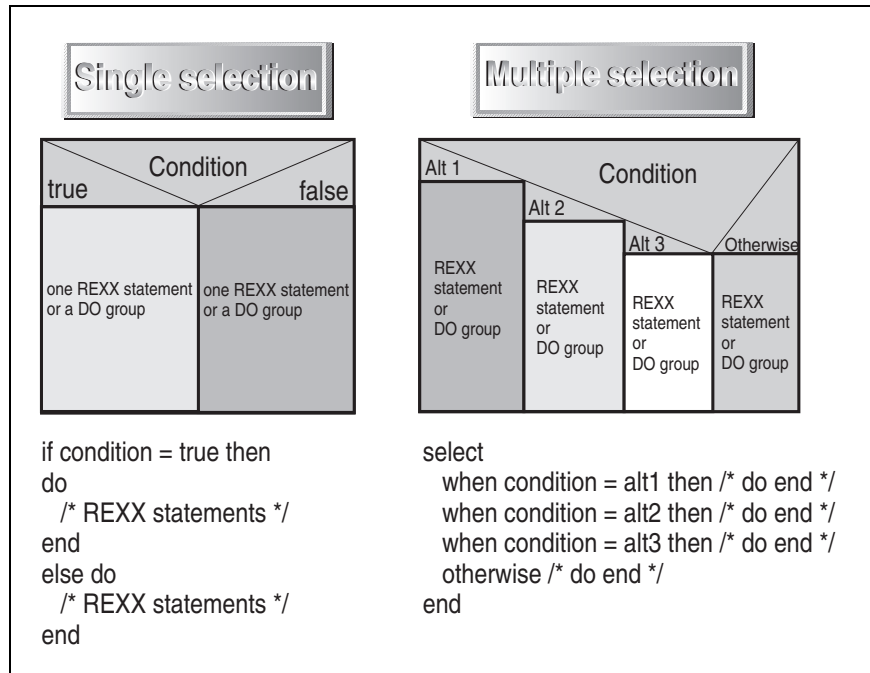 Single selection
Condition
true
false
one REXX statement
or a DO group
one REXX statement
or a DO group
if condition = true then
do
/* REXX statements */
end
else do
/* REXX statements */
end
Multiple selection
Condition
Alt 1
Alt 2
Alt 3
Otherwise
REXX
statement
or
DO group
REXX
statement
or
DO group
REXX
statement
or
DO group
REXX
statement
or
DO group
select
when condition = alt1 then /* do end */
when condition = alt2 then /* do end */
when condition = alt3 then /* do end */
otherwise /* do end */
end